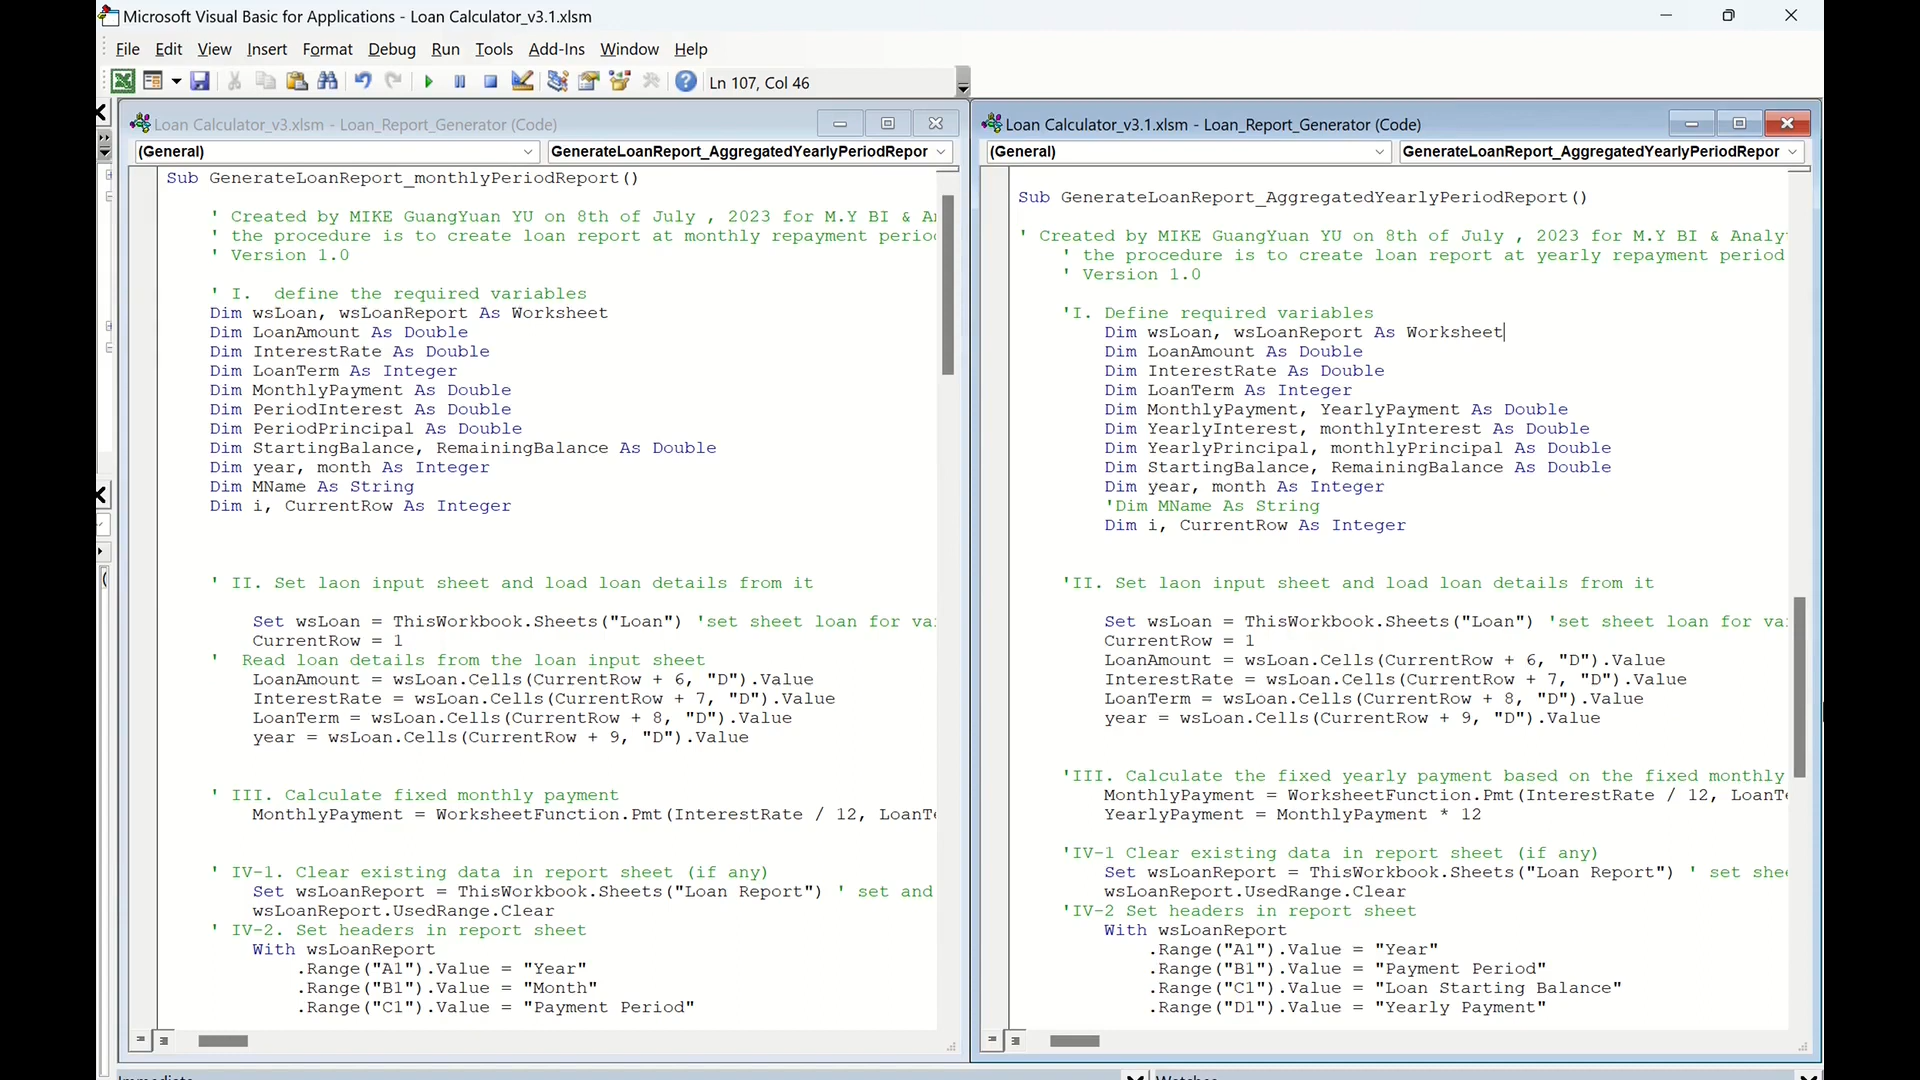 Microsoft Visual Basic for Applications - Loan Calculator_v3.1.xlsm
File Edit View Insert Format Debug Run Tools Add-Ins Window Help
Ln 107, Col 46
Loan Calculator_v3.xlsm - Loan_Report_Generator (Code)
(General)
GenerateLoanReport_AggregatedYearlyPeriodRepor
Sub GenerateLoanReport_monthlyPeriodReport()
' Created by MIKE GuangYuan YU on 8th of July , 2023 for M.Y BI &
' the procedure is to create loan report at monthly repayment
' Version 1.0
' I.  define the required variables
Dim wsLoan, wsLoanReport As Worksheet
Dim LoanAmount As Double
Dim InterestRate As Double
Dim LoanTerm As Integer
Dim MonthlyPayment As Double
Dim PeriodInterest As Double
Dim PeriodPrincipal As Double
Dim StartingBalance, RemainingBalance As Double
Dim year, month As Integer
Dim MName As String
Dim i, CurrentRow As Integer
' II. Set laon input sheet and load loan details from it
Set wsLoan = ThisWorkbook.Sheets("Loan") 'set sheet loan for
CurrentRow = 1
'  Read loan details from the loan input sheet
LoanAmount = wsLoan.Cells(CurrentRow + 6, "D").Value
InterestRate = wsLoan.Cells(CurrentRow + 7, "D").Value
LoanTerm = wsLoan.Cells(CurrentRow + 8, "D").Value
year = wsLoan.Cells(CurrentRow + 9, "D").Value
' III. Calculate fixed monthly payment
MonthlyPayment = WorksheetFunction.Pmt(InterestRate / 12,
' IV-1. Clear existing data in report sheet (if any)
Set wsLoanReport = ThisWorkbook.Sheets("Loan Report") ' set and
wsLoanReport.UsedRange.Clear
' IV-2. Set headers in report sheet
With wsLoanReport
.Range("A1").Value = "Year"
.Range("B1").Value = "Month"
.Range("C1").Value = "Payment Period"
Loan Calculator_v3.1.xlsm - Loan_Report_Generator (Code)
(General)
GenerateLoanReport_AggregatedYearlyPeriodRepor
Sub GenerateLoanReport_AggregatedYearlyPeriodReport()
' Created by MIKE GuangYuan YU on 8th of July , 2023 for M.Y BI & Analy
' the procedure is to create loan report at yearly repayment period
' Version 1.0
'I. Define required variables
Dim wsLoan, wsLoanReport As Worksheet
Dim LoanAmount As Double
Dim InterestRate As Double
Dim LoanTerm As Integer
Dim MonthlyPayment, YearlyPayment As Double
Dim YearlyInterest, monthlyInterest As Double
Dim YearlyPrincipal, monthlyPrincipal As Double
Dim StartingBalance, RemainingBalance As Double
Dim year, month As Integer
'Dim MName As String
Dim i, CurrentRow As Integer
'II. Set laon input sheet and load loan details from it
Set wsLoan = ThisWorkbook.Sheets("Loan") 'set sheet loan for
CurrentRow = 1
LoanAmount = wsLoan.Cells(CurrentRow + 6, "D").Value
InterestRate = wsLoan.Cells(CurrentRow + 7, "D").Value
LoanTerm = wsLoan.Cells(CurrentRow + 8, "D").Value
year = wsLoan.Cells(CurrentRow + 9, "D").Value
'III. Calculate the fixed yearly payment based on the fixed monthly
MonthlyPayment = WorksheetFunction.Pmt(InterestRate / 12,
YearlyPayment = MonthlyPayment * 12
'IV-1 Clear existing data in report sheet (if any)
Set wsLoanReport = ThisWorkbook.Sheets("Loan Report") ' set
wsLoanReport.UsedRange.Clear
'IV-2 Set headers in report sheet
With wsLoanReport
.Range("A1").Value = "Year"
.Range("B1").Value = "Payment Period"
.Range("C1").Value = "Loan Starting Balance"
.Range("D1").Value = "Yearly Payment"